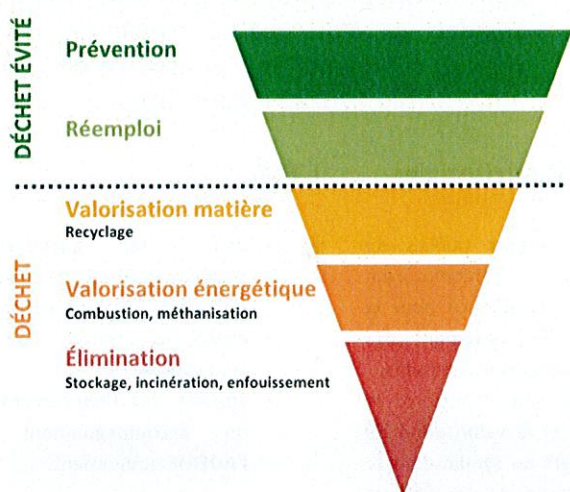 DÉCHET ÉVITÉ
Prévention
Réemploi
DÉCHET
Valorisation matière
Recyclage
Valorisation énergétique
Combustion, méthanisation
Élimination
Stockage, incinération, enfouissement